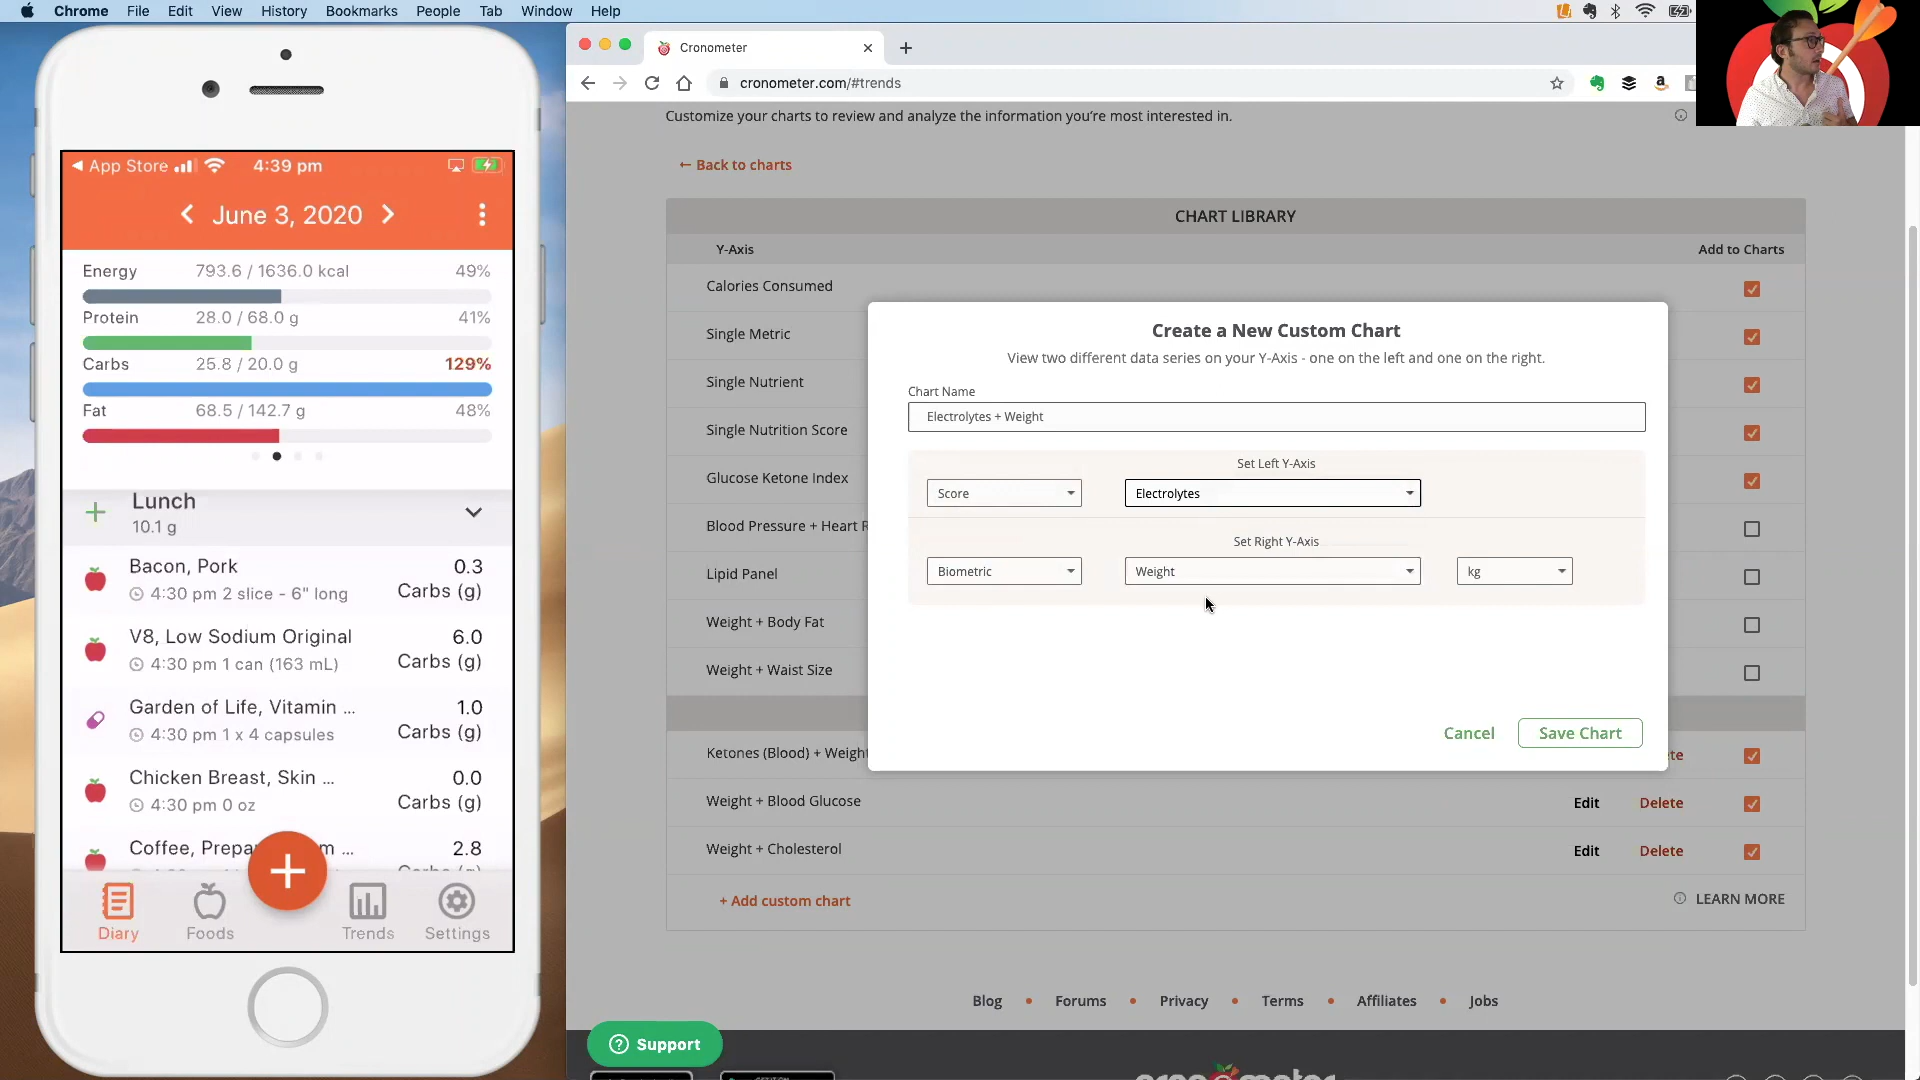 Chrome File Edit View History Bookmarks People Tab Window Help
App Store 4:39 pm
June 3, 2020
Energy 793.6 / 1636.0 kcal 49%
Protein 28.0 / 68.0 g 41%
Carbs 25.8 / 20.0 g 129%
Fat 68.5 / 142.7 g 48%
Lunch
10.1 g
Bacon, Pork 0.3
4:30 pm 2 slice - 6" long Carbs (g)
V8, Low Sodium Original 6.0
4:30 pm 1 can (163 mL) Carbs (g)
Garden of Life, Vitamin ... 1.0
4:30 pm 1 x 4 capsules Carbs (g)
Chicken Breast, Skin ... 0.0
4:30 pm 0 oz Carbs (g)
Coffee, Prepa m ... 2.8
Diary Foods Trends Settings
Cronometer
cronometer.com/#trends
Customize your charts to review and analyze the information you're most interested in.
← Back to charts
CHART LIBRARY
Y-Axis Add to Charts
Calories Consumed
Single Metric
Single Nutrient
Single Nutrition Score
Glucose Ketone Index
Blood Pressure + Heart R
Lipid Panel
Weight + Body Fat
Weight + Waist Size
Create a New Custom Chart
View two different data series on your Y-Axis - one on the left and one on the right.
Chart Name
Electrolytes + Weight
Set Left Y-Axis
Score Electrolytes
Set Right Y-Axis
Biometric Weight kg
Cancel Save Chart
Ketones (Blood) + Weight te
Weight + Blood Glucose Edit Delete
Weight + Cholesterol Edit Delete
+ Add custom chart LEARN MORE
Blog • Forums • Privacy • Terms • Affiliates • Jobs
Support